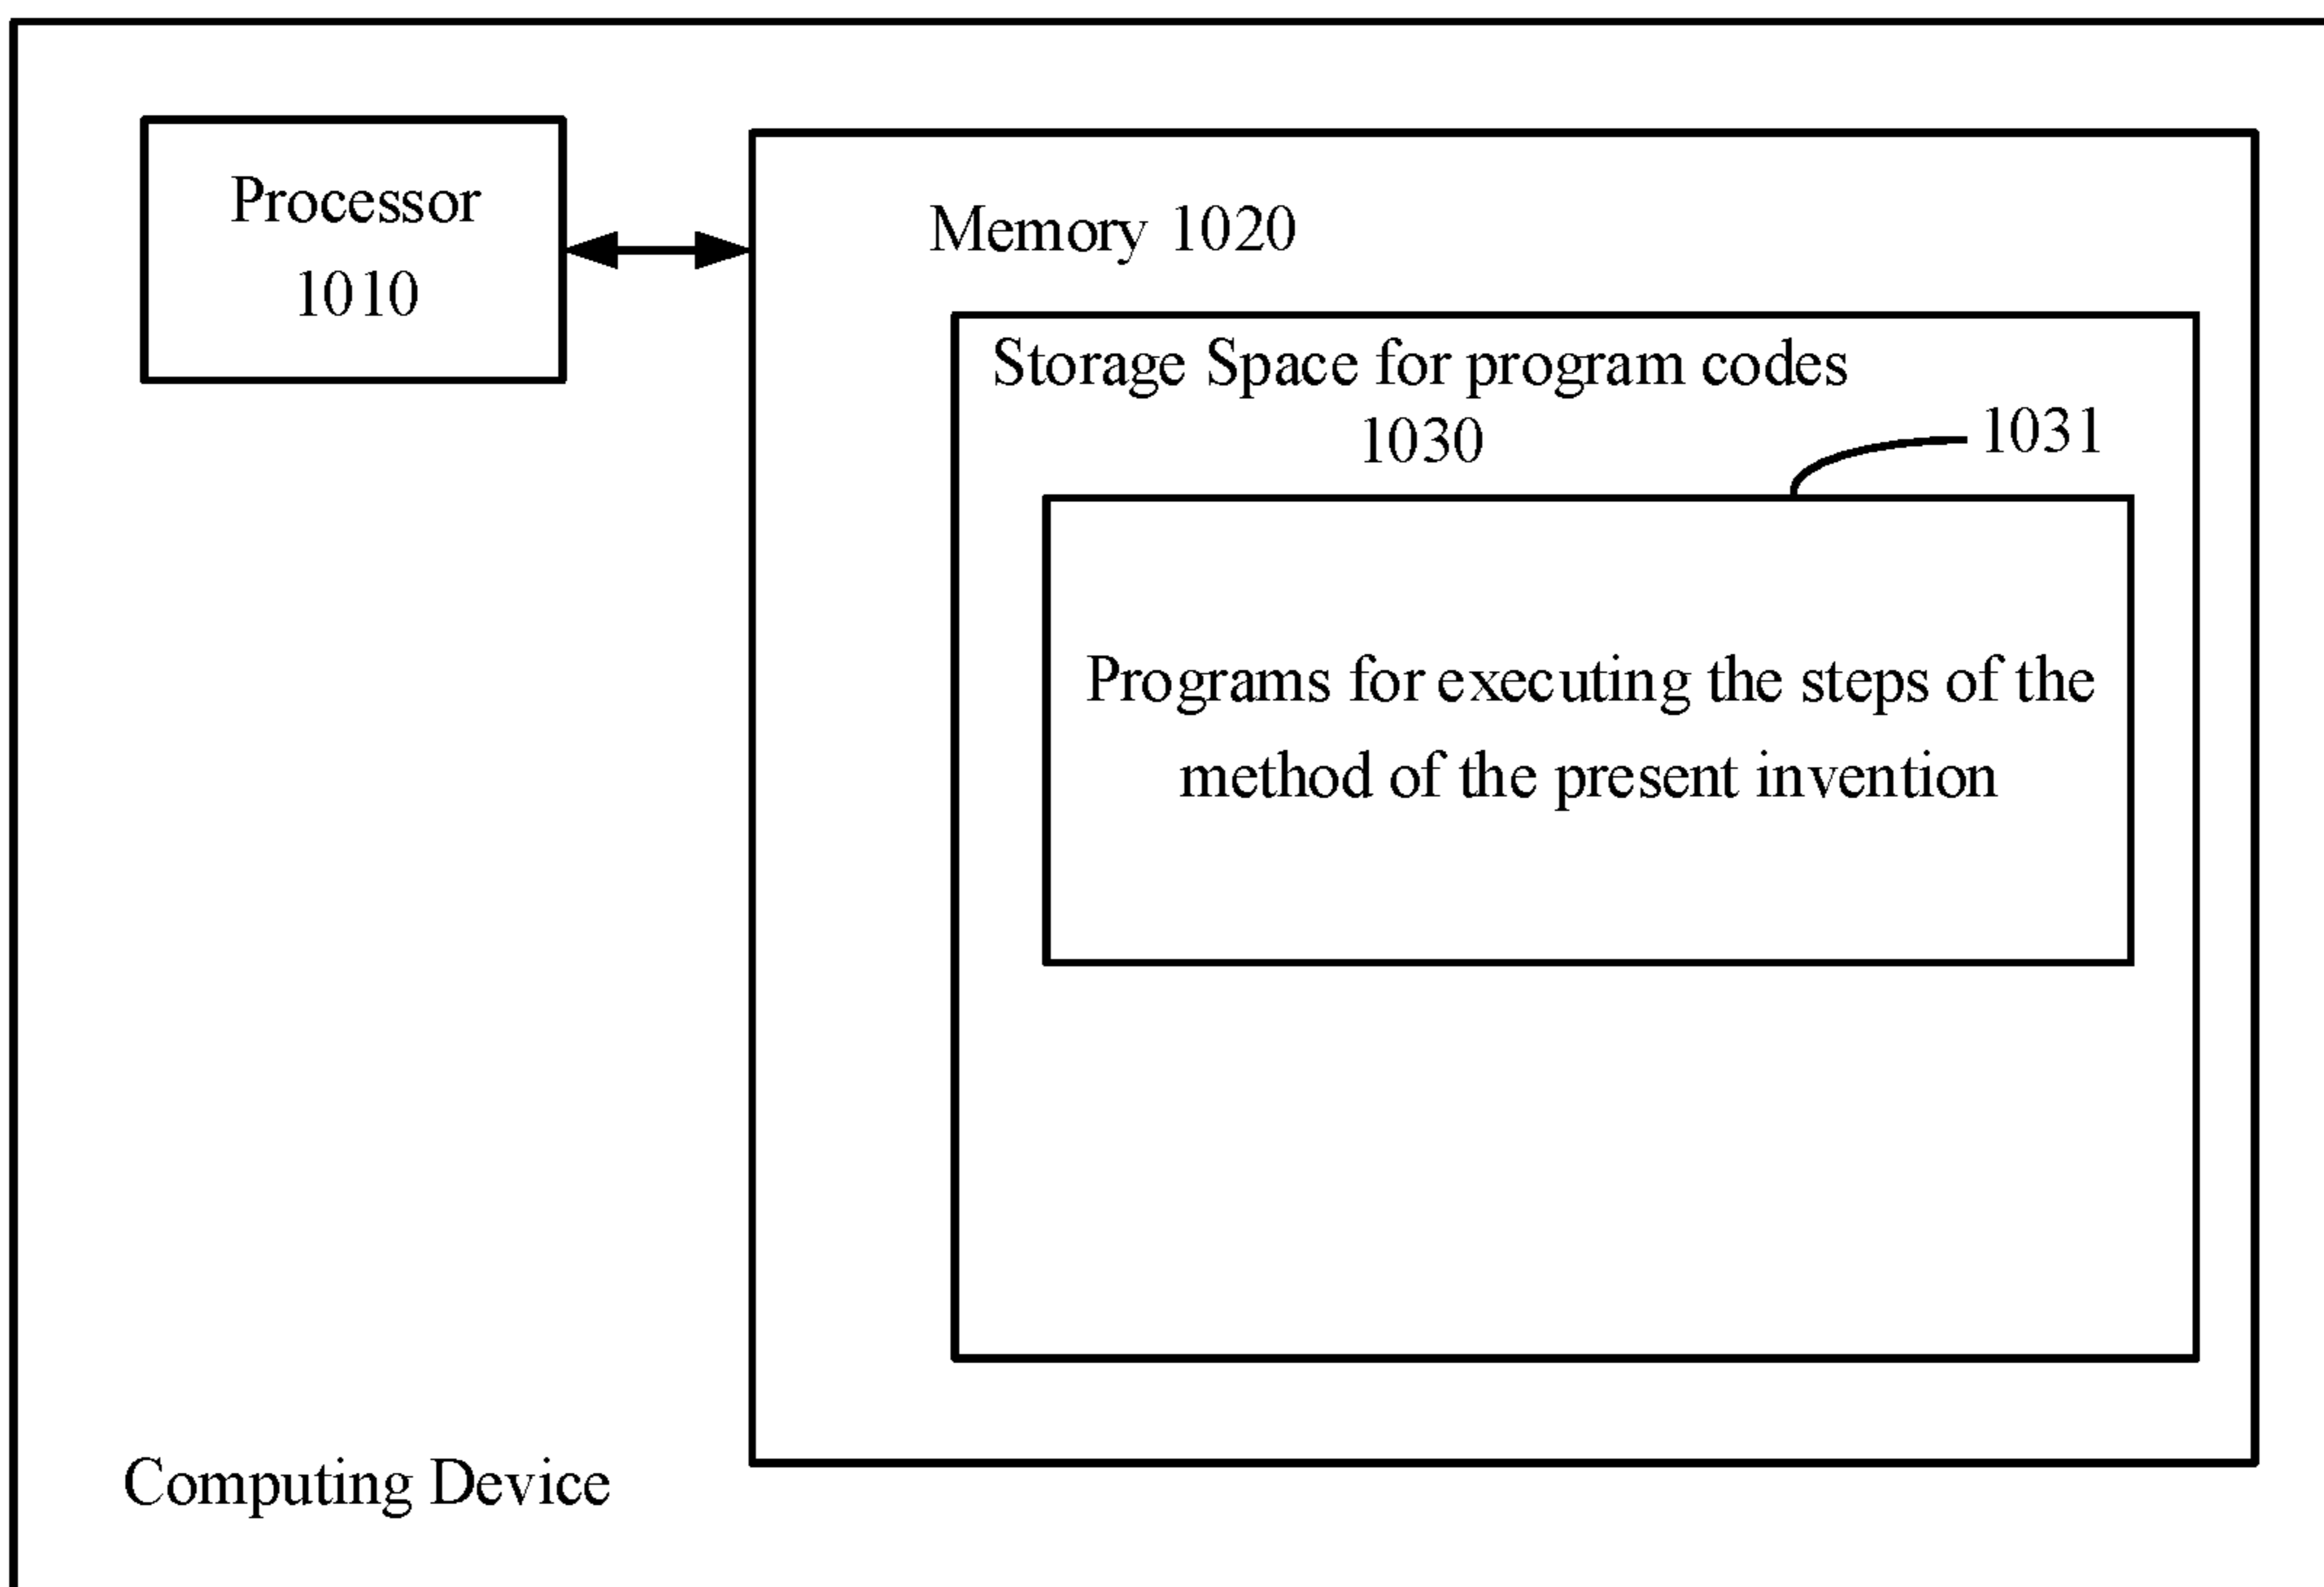 Processor
1010
Memory 1020
Storage Space for program codes
1030
1031
Programs for executing the steps of the
method of the present invention
Computing Device